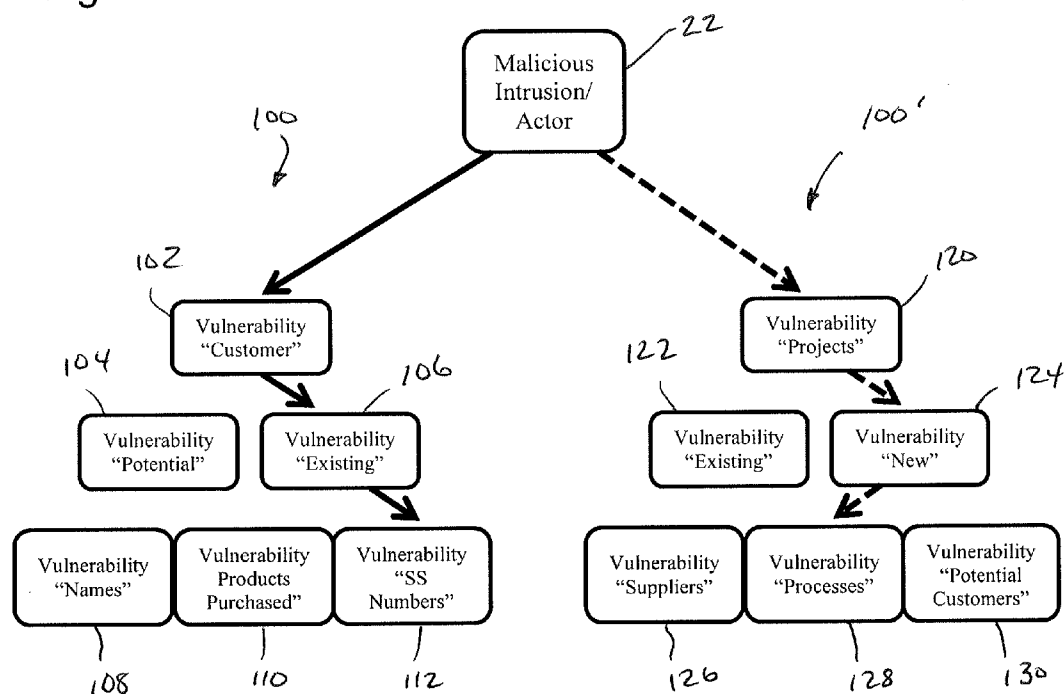 22
Malicious
Intrusion/
Actor
100
100'
102
120
Vulnerability
“Customer”
Vulnerability
“Projects”
104
106
122
124
Vulnerability
“Potential”
Vulnerability
“Existing”
Vulnerability
“Existing”
Vulnerability
“New”
Vulnerability
“Names”
Vulnerability
Products
Purchased”
Vulnerability
“SS
Numbers”
Vulnerability
“Suppliers”
Vulnerability
“Processes”
Vulnerability
“Potential
Customers”
108
110
112
126
128
130